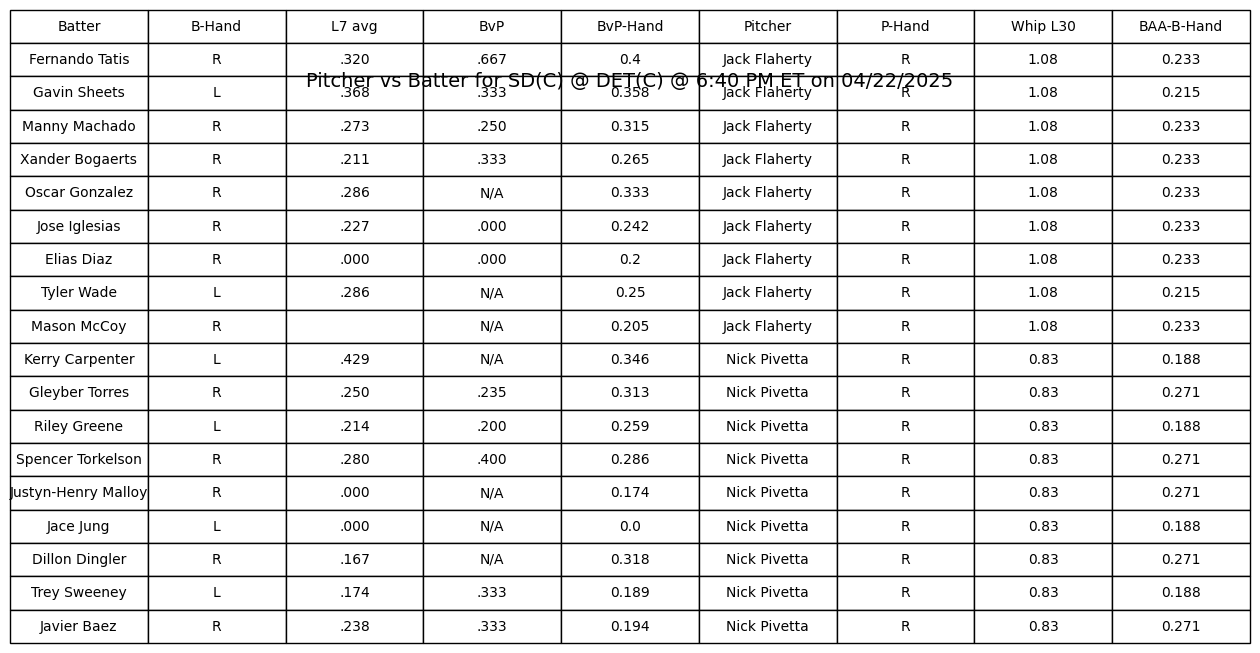 Batter B-Hand L7 avg BvP BvP-Hand Pitcher P-Hand Whip L30 BAA-B-Hand
Fernando Tatis R .320 .667 0.4 Jack Flaherty R 1.08 0.233
Pitcher vs Batter for SD(C) @ DET(C) @ 6:40 PM ET on 04/22/2025
Gavin Sheets L .368 .333 0.358 Jack Flaherty R 1.08 0.215
Manny Machado R .273 .250 0.315 Jack Flaherty R 1.08 0.233
Xander Bogaerts R .211 .333 0.265 Jack Flaherty R 1.08 0.233
Oscar Gonzalez R .286 N/A 0.333 Jack Flaherty R 1.08 0.233
Jose Iglesias R .227 .000 0.242 Jack Flaherty R 1.08 0.233
Elias Diaz R .000 .000 0.2 Jack Flaherty R 1.08 0.233
Tyler Wade L .286 N/A 0.25 Jack Flaherty R 1.08 0.215
Mason McCoy R N/A 0.205 Jack Flaherty R 1.08 0.233
Kerry Carpenter L .429 N/A 0.346 Nick Pivetta R 0.83 0.188
Gleyber Torres R .250 .235 0.313 Nick Pivetta R 0.83 0.271
Riley Greene L .214 .200 0.259 Nick Pivetta R 0.83 0.188
Spencer Torkelson R .280 .400 0.286 Nick Pivetta R 0.83 0.271
Justyn-Henry Malloy R .000 N/A 0.174 Nick Pivetta R 0.83 0.271
Jace Jung L .000 N/A 0.0 Nick Pivetta R 0.83 0.188
Dillon Dingler R .167 N/A 0.318 Nick Pivetta R 0.83 0.271
Trey Sweeney L .174 .333 0.189 Nick Pivetta R 0.83 0.188
Javier Baez R .238 .333 0.194 Nick Pivetta R 0.83 0.271